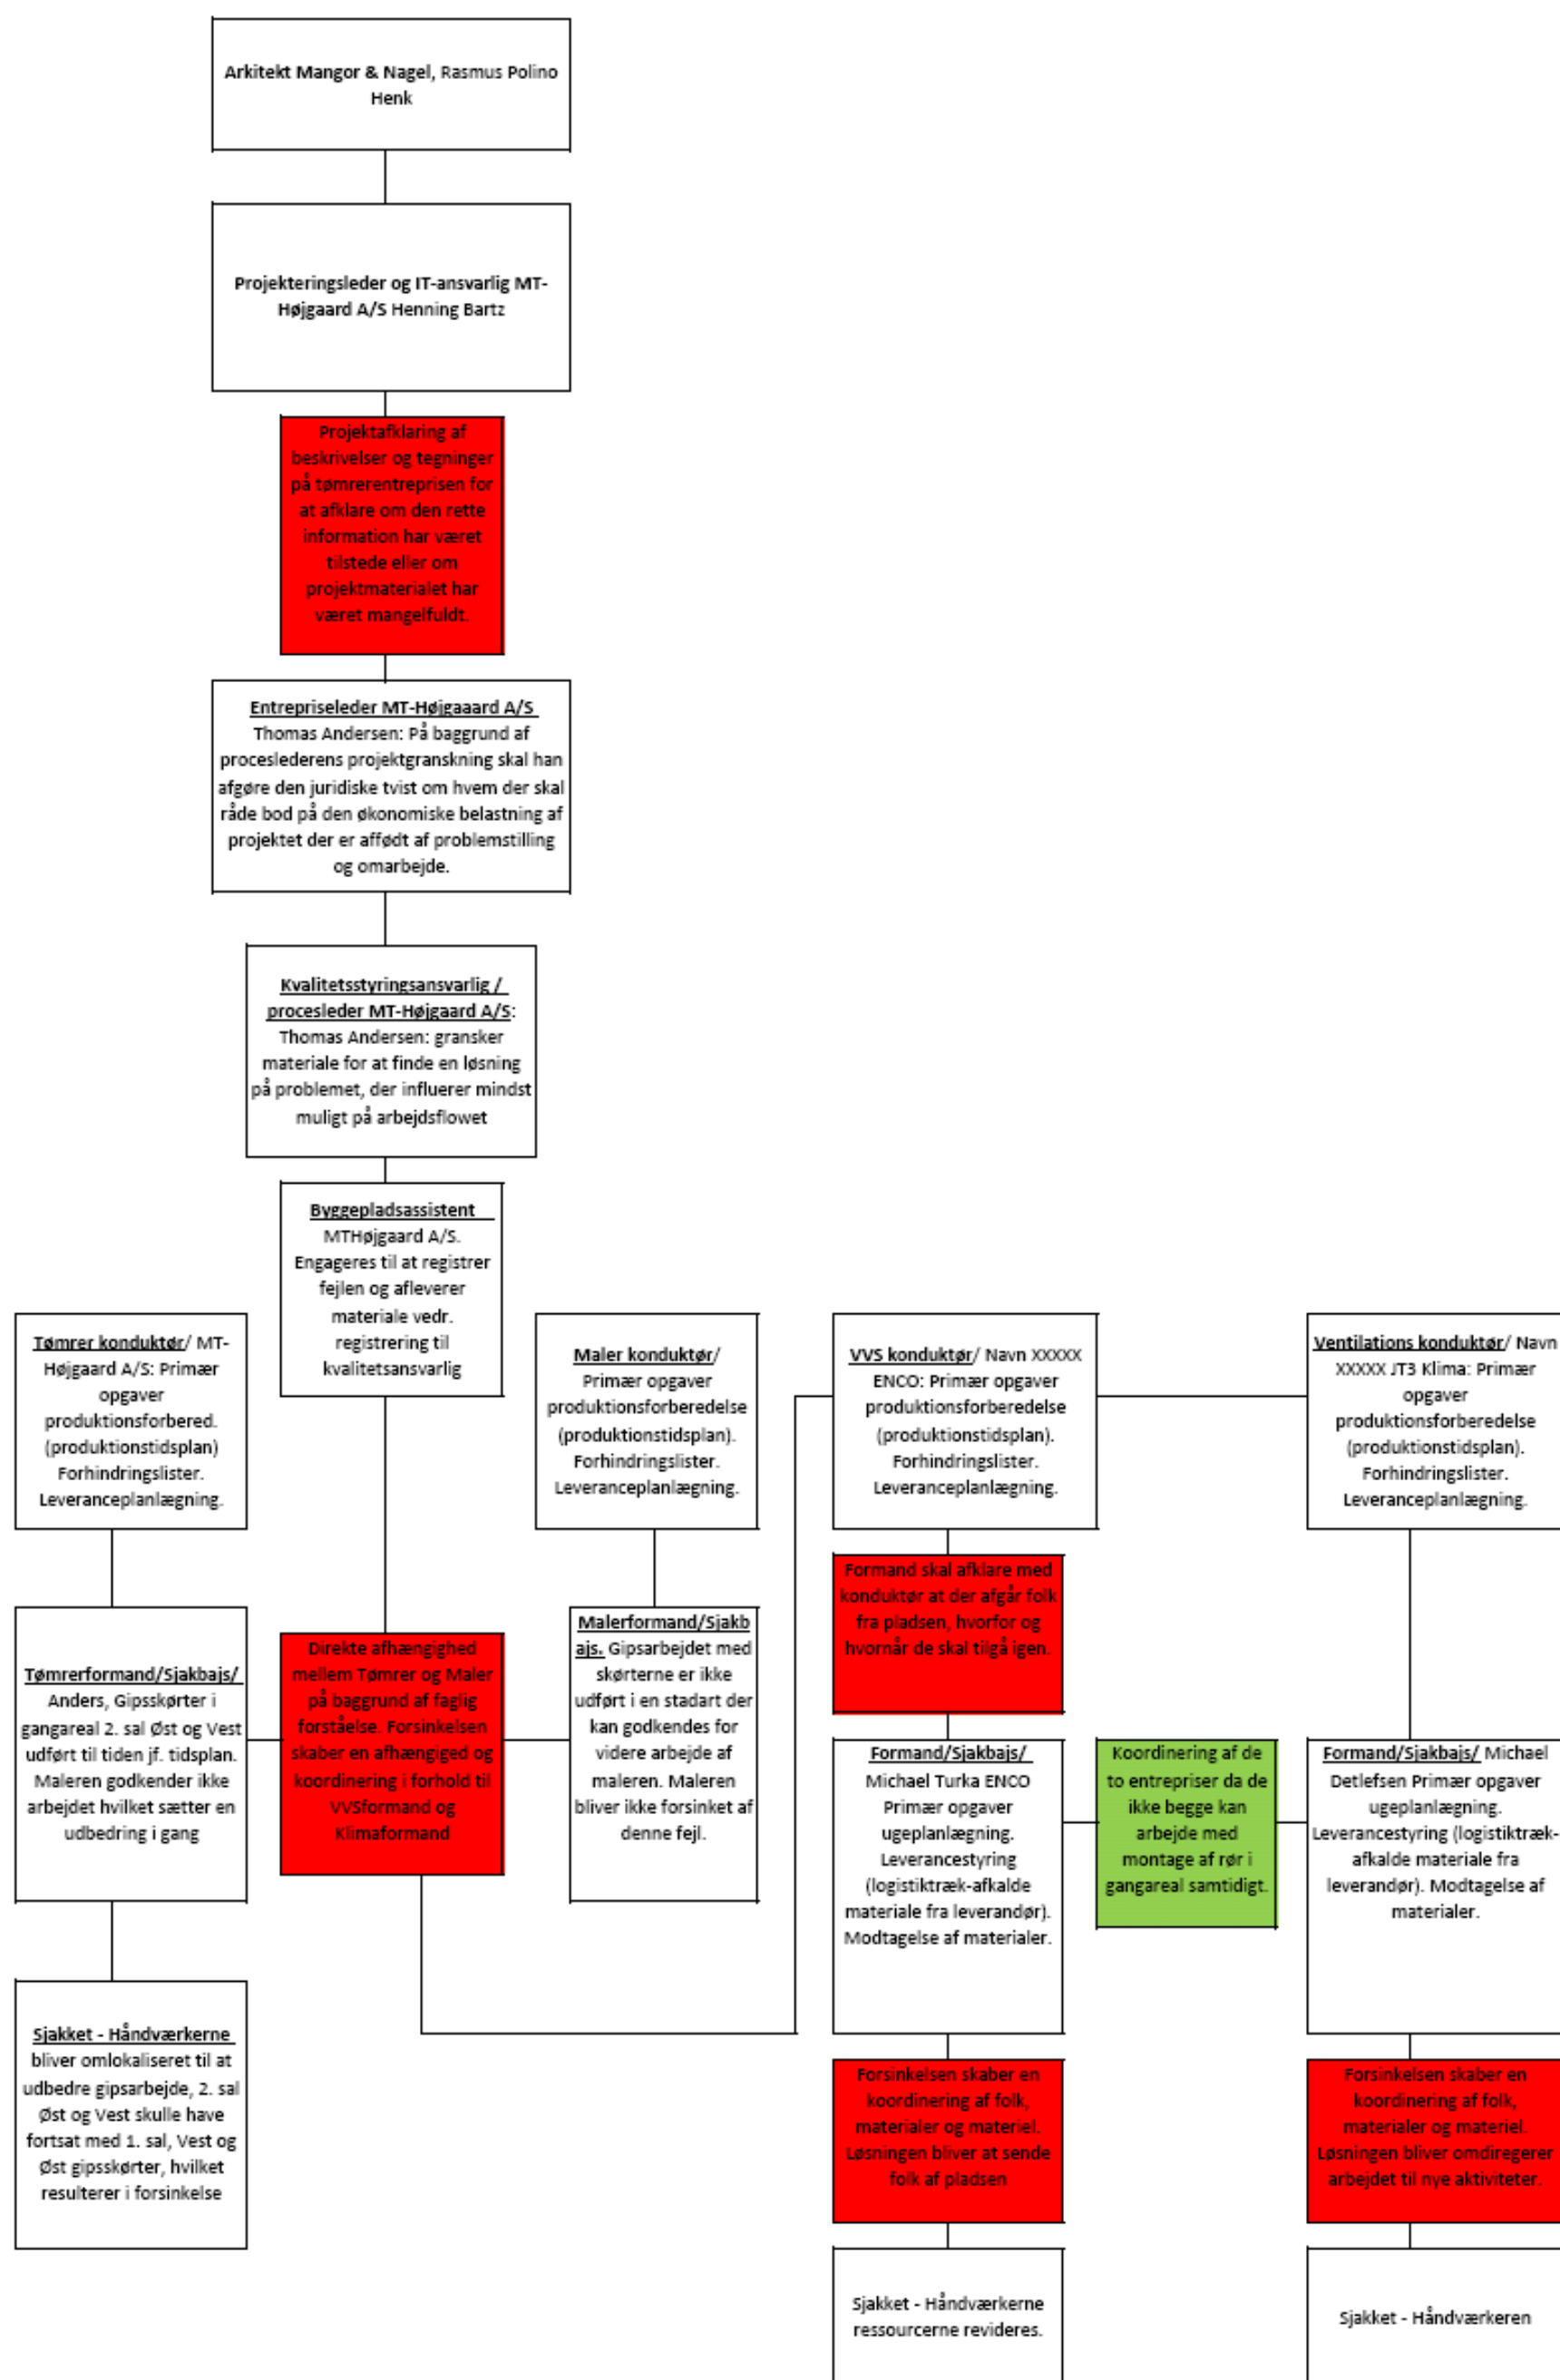 Arkitekt Mangor & Nagel, Rasmus Polino
Henk
Projekteringsleder og IT-ansvarlig MT-
Højgaard A/S Henning Bartz
Projektafklaring af
beskrivelser og tegninger
på tømrerentreprisen for
at afklare om den rette
information har været
tilstede eller om
projektmaterialet har
været mangelfuldt.
Entrepriseleder MT-Højgaaard A/S
Thomas Andersen: På baggrund af
proceslederens projektgranskning skal han
afgøre den juridiske tvist om hvem der skal
råde bod på den økonomiske belastning af
projektet der er affødt af problemstilling
og omarbejde.
Kvalitetsstyringsansvarlig /
procesleder MT-Højgaard A/S:
Thomas Andersen: gransker
materiale for at finde en løsning
på problemet, der influerer mindst
muligt på arbejdsflowet
Byggepladsassistent
MTHøjgaard A/S.
Engageres til at registrer
fejlen og afleverer
materiale vedr.
registrering til
kvalitetsansvarlig
Tømrer konduktør/ MT-
Højgaard A/S: Primær
opgaver
produktionsforbered.
(produktionstidsplan)
Forhindringslister.
Leveranceplanlægning.
Maler konduktør/
Primær opgaver
produktionsforberedelse
(produktionstidsplan).
Forhindringslister.
Leveranceplanlægning.
VVS konduktør/ Navn XXXXX
ENCO: Primær opgaver
produktionsforberedelse
(produktionstidsplan).
Forhindringslister.
Leveranceplanlægning.
Ventilations konduktør/ Navn
XXXXX JT3 Klima: Primær
opgaver
produktionsforberedelse
(produktionstidsplan).
Forhindringslister.
Leveranceplanlægning.
Formand skal afklare med
konduktør at der afgår folk
fra pladsen, hvorfor og
hvornår de skal tilgå igen.
Tømrerformand/Sjakbajs/
Anders, Gipsskørter i
gangareal 2. sal Øst og Vest
udført til tiden jf. tidsplan.
Maleren godkender ikke
arbejdet hvilket sætter en
udbedring i gang
Direkte afhængighed
mellem Tømrer og Maler
på baggrund af faglig
forståelse. Forsinkelsen
skaber en afhængiged og
koordinering i forhold til
VVSformand og
Klimaformand
Malerformand/Sjakb
ajs. Gipsarbejdet med
skørterne er ikke
udført i en stadart der
kan godkendes for
videre arbejde af
maleren. Maleren
bliver ikke forsinket af
denne fejl.
Formand/Sjakbajs/
Michael Turka ENCO
Primær opgaver
ugeplanlægning.
Leverancestyring
(logistiktræk-afkalde
materiale fra leverandør).
Modtagelse af materialer.
Koordinering af de
to entrepriser da de
ikke begge kan
arbejde med
montage af rør i
gangareal samtidigt.
Formand/Sjakbajs/ Michael
Detlefsen Primær opgaver
ugeplanlægning.
Leverancestyring (logistiktræk-
afkalde materiale fra
leverandør). Modtagelse af
materialer.
Sjakket - Håndværkerne
bliver omlokaliseret til at
udbedre gipsarbejde, 2. sal
Øst og Vest skulle have
fortsat med 1. sal, Vest og
Øst gipsskørter, hvilket
resulterer i forsinkelse
Forsinkelsen skaber en
koordinering af folk,
materialer og materiel.
Løsningen bliver at sende
folk af pladsen
Forsinkelsen skaber en
koordinering af folk,
materialer og materiel.
Løsningen bliver omdiregerer
arbejdet til nye aktiviteter.
Sjakket - Håndværkerne
ressourcerne revideres.
Sjakket - Håndværkeren